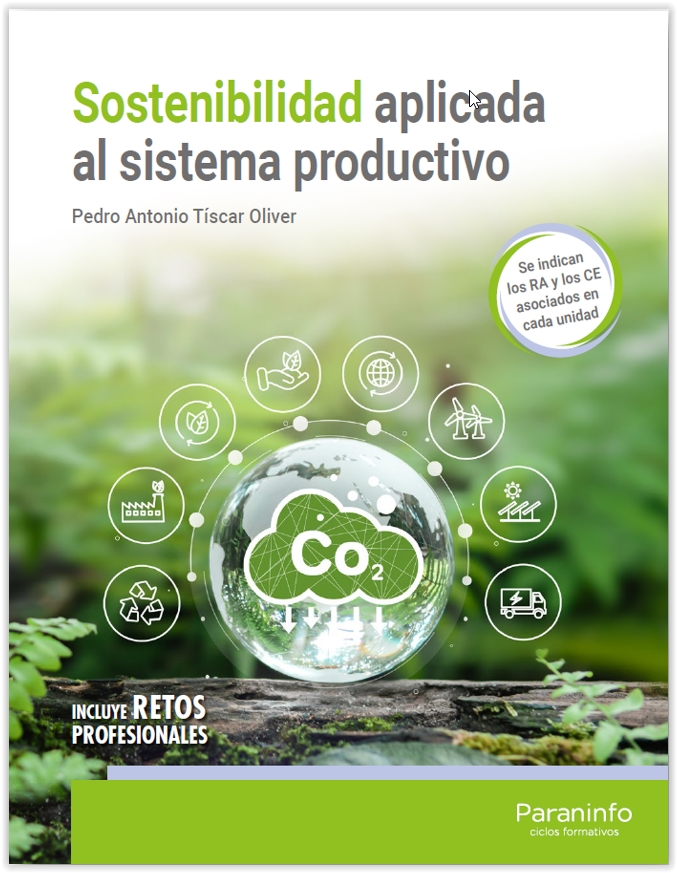 Sostenibilidad aplicada
al sistema productivo
Pedro Antonio Tíscar Oliver
Se indican
los RA y los CE
asociados en
cada unidad
Co2
INCLUYE RETOS
PROFESIONALES
Paraninfo
ciclos formativos